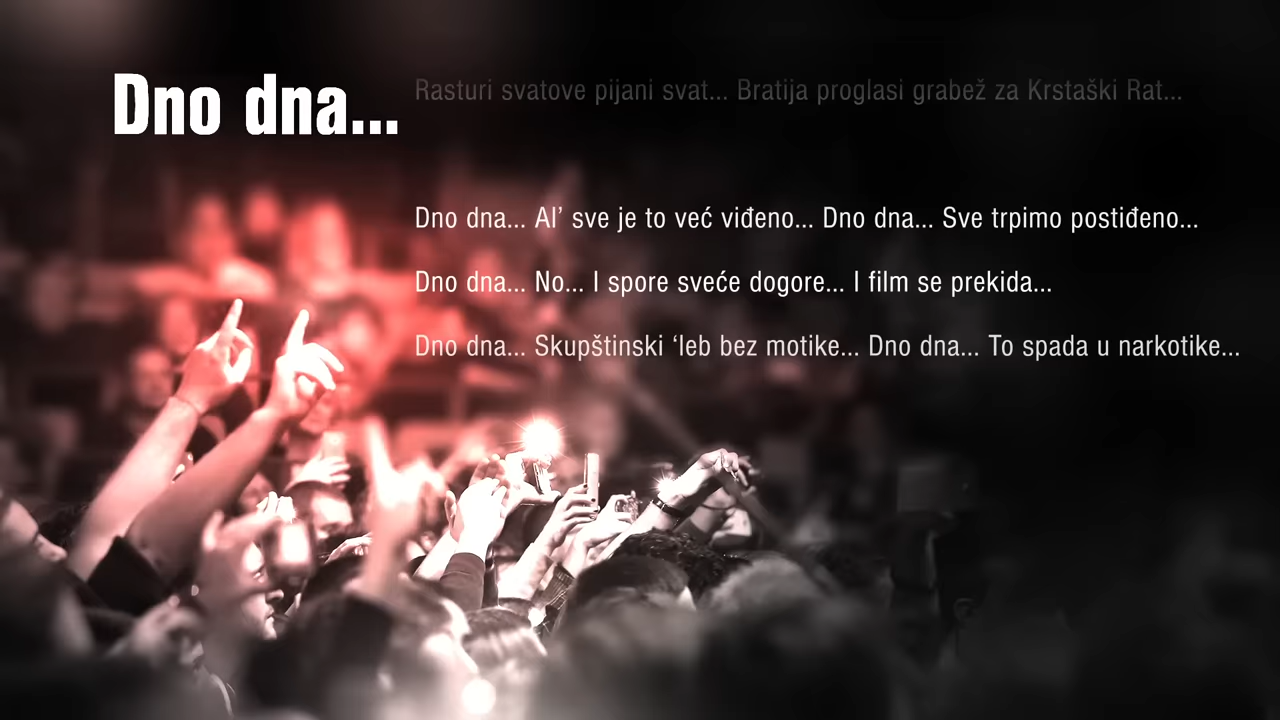 Dno dna...
Rasturi svatove pijani svat... Bratija proglasi grabež za Krstaški Rat...
Dno dna... Al’ sve je to već viđeno... Dno dna... Sve trpimo postiđeno...
Dno dna... No... I spore sveće dogore... I film se prekida...
Dno dna... Skupštinski ‘leb bez motike... Dno dna... To spada u narkotike...